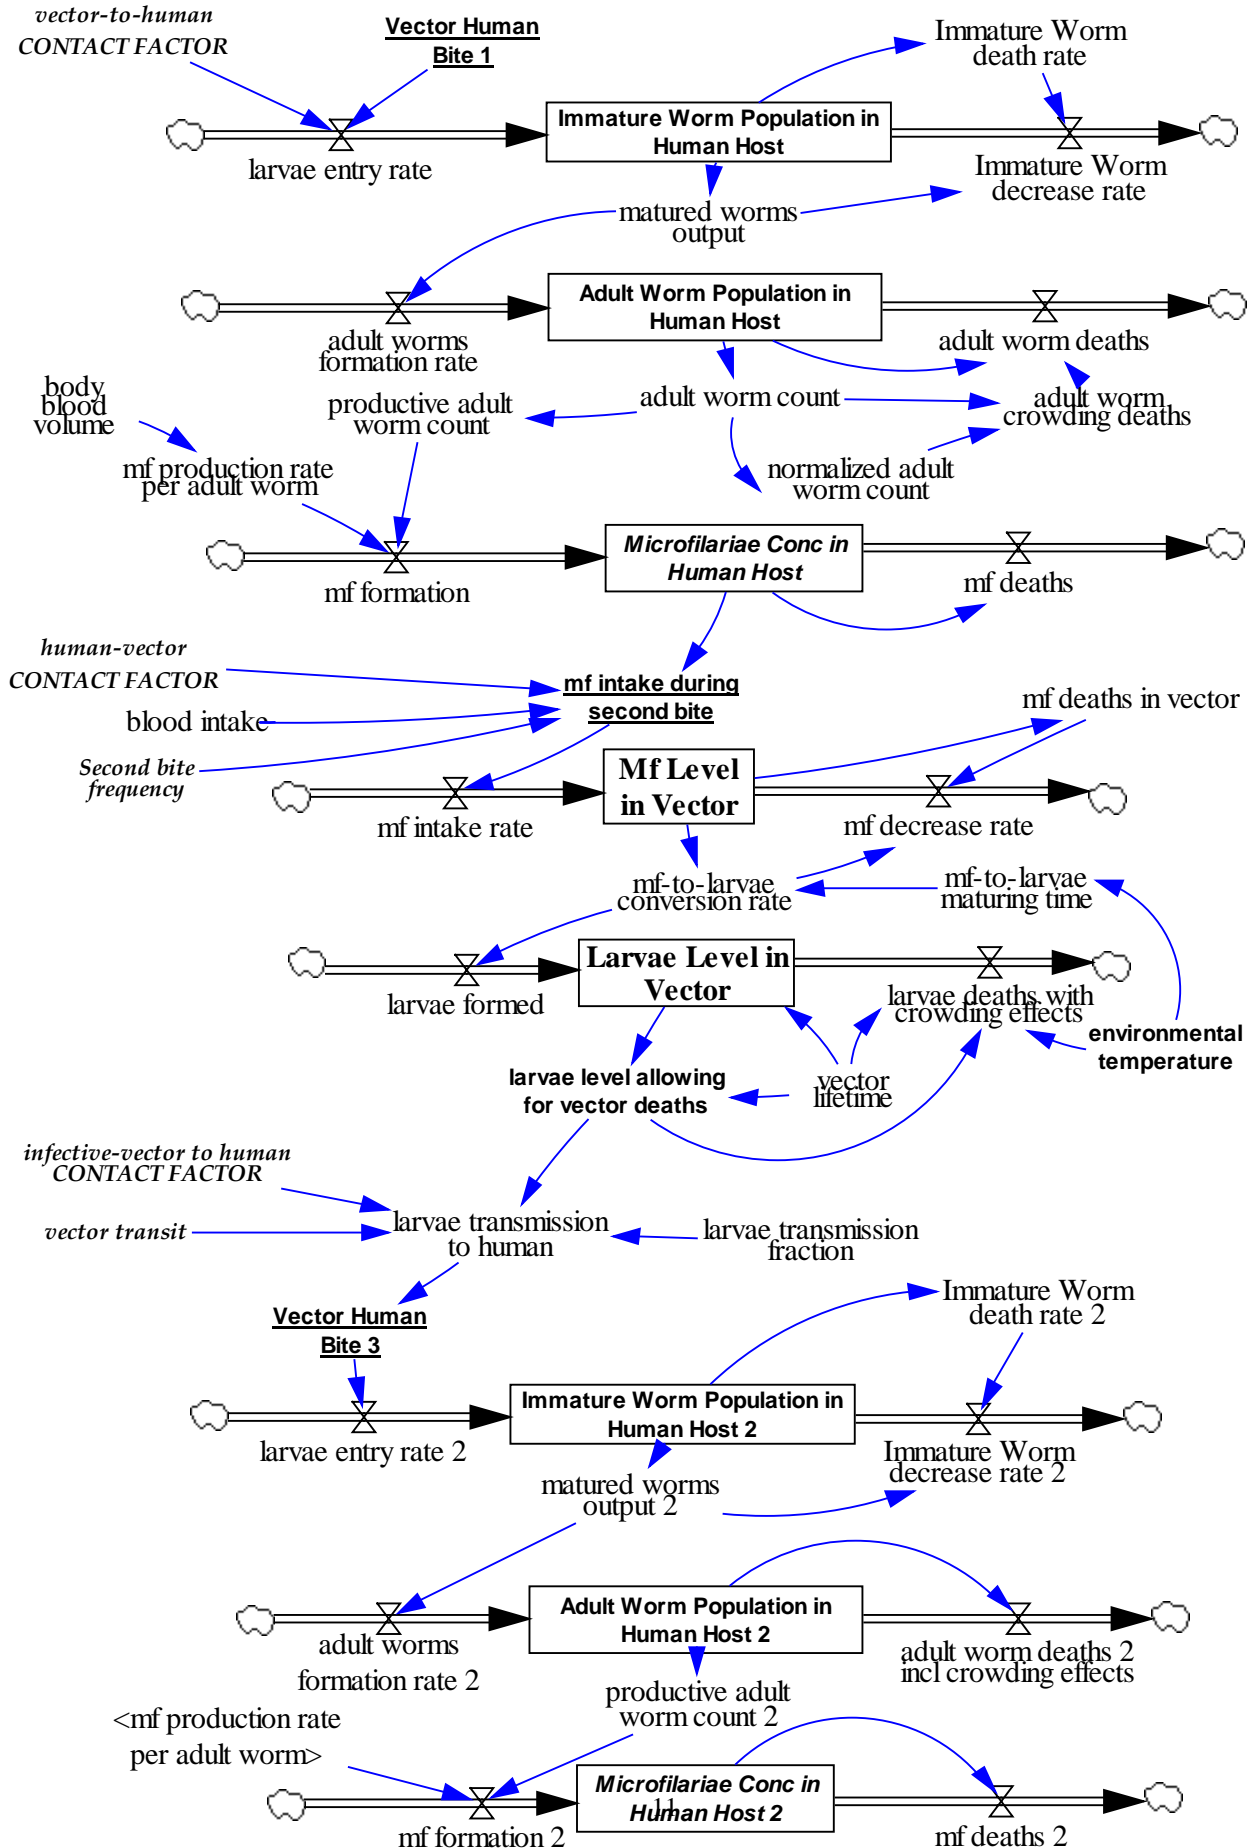 vector-to-human
CONTACT FACTOR
Vector Human
Bite 1
Immature Worm
death rate
Immature Worm Population in
Human Host
larvae entry rate
Immature Worm
decrease rate
matured worms
output
Adult Worm Population in
Human Host
adult worms
formation rate
adult worm deaths
body
blood
volume
productive adult
worm count
adult worm count
adult worm
crowding deaths
mf production rate
per adult worm
normalized adult
worm count
Microfilariae Conc in
Human Host
mf formation
mf deaths
human-vector
CONTACT FACTOR
mf intake during
second bite
blood intake
mf deaths in vector
Second bite
frequency
Mf Level
in Vector
mf intake rate
mf decrease rate
mf-to-larvae
conversion rate
mf-to-larvae
maturing time
Larvae Level in
Vector
larvae formed
larvae deaths with
crowding effects
environmental
temperature
larvae level allowing
for vector deaths
vector
lifetime
infective-vector to human
CONTACT FACTOR
vector transit
larvae transmission
to human
larvae transmission
fraction
Vector Human
Bite 3
Immature Worm
death rate 2
Immature Worm Population in
Human Host 2
larvae entry rate 2
Immature Worm
decrease rate 2
matured worms
output 2
Adult Worm Population in
Human Host 2
adult worms
formation rate 2
adult worm deaths 2
incl crowding effects
<mf production rate
per adult worm>
productive adult
worm count 2
Microfilariae Conc in
Human Host 2
11
mf formation 2
mf deaths 2